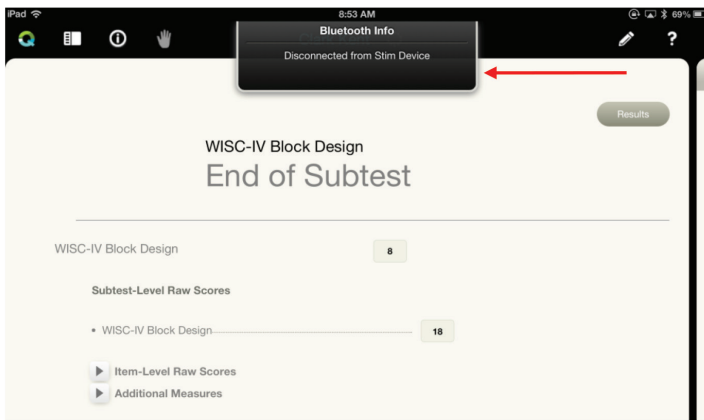 iPad 8:53 AM 69%
Bluetooth Info
Disconnected from Stim Device
?
Results
WISC-IV Block Design
End of Subtest
WISC-IV Block Design 8
Subtest-Level Raw Scores
• WISC-IV Block Design 18
Item-Level Raw Scores
Additional Measures